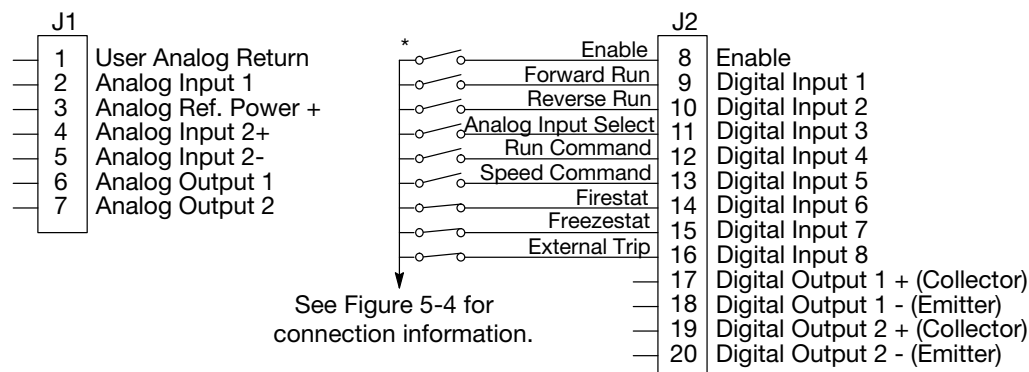 J1
1 User Analog Return
2 Analog Input 1
3 Analog Ref. Power +
4 Analog Input 2+
5 Analog Input 2-
6 Analog Output 1
7 Analog Output 2
J2
*
Enable 8 Enable
Forward Run 9 Digital Input 1
Reverse Run 10 Digital Input 2
Analog Input Select 11 Digital Input 3
Run Command 12 Digital Input 4
Speed Command 13 Digital Input 5
Firestat 14 Digital Input 6
Freezestat 15 Digital Input 7
External Trip 16 Digital Input 8
17 Digital Output 1 + (Collector)
18 Digital Output 1 - (Emitter)
19 Digital Output 2 + (Collector)
20 Digital Output 2 - (Emitter)
See Figure 5-4 for
connection information.